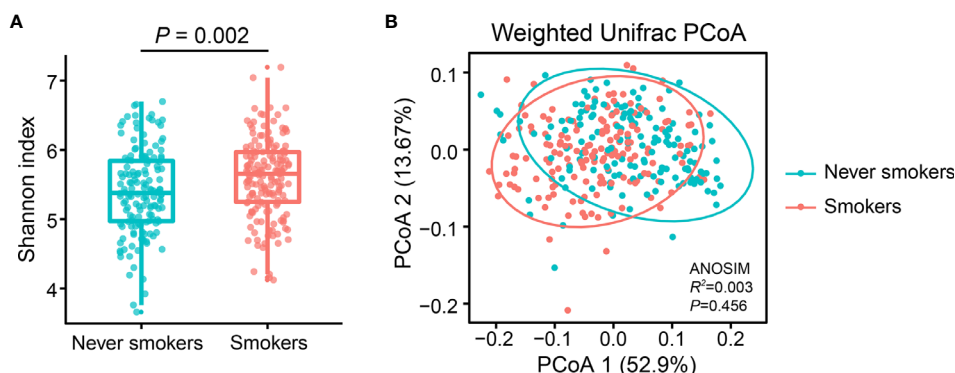 A
P = 0.002
Shannon index
7
6
5
4
Never smokers
Smokers
B
Weighted Unifrac PCoA
PCoA 2 (13.67%)
0.1
0.0
−0.1
−0.2
ANOSIM
R²=0.003
P=0.456
−0.2
−0.1
0.0
0.1
0.2
PCoA 1 (52.9%)
Never smokers
Smokers